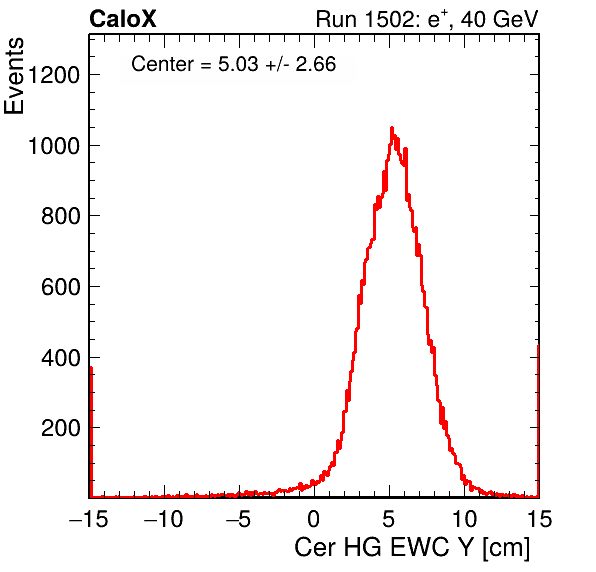 CaloX Run 1502: e⁺, 40 GeV
Center = 5.03 +/- 2.66
Events
1200
1000
800
600
400
200
−15 −10 −5 0 5 10 15
Cer HG EWC Y [cm]